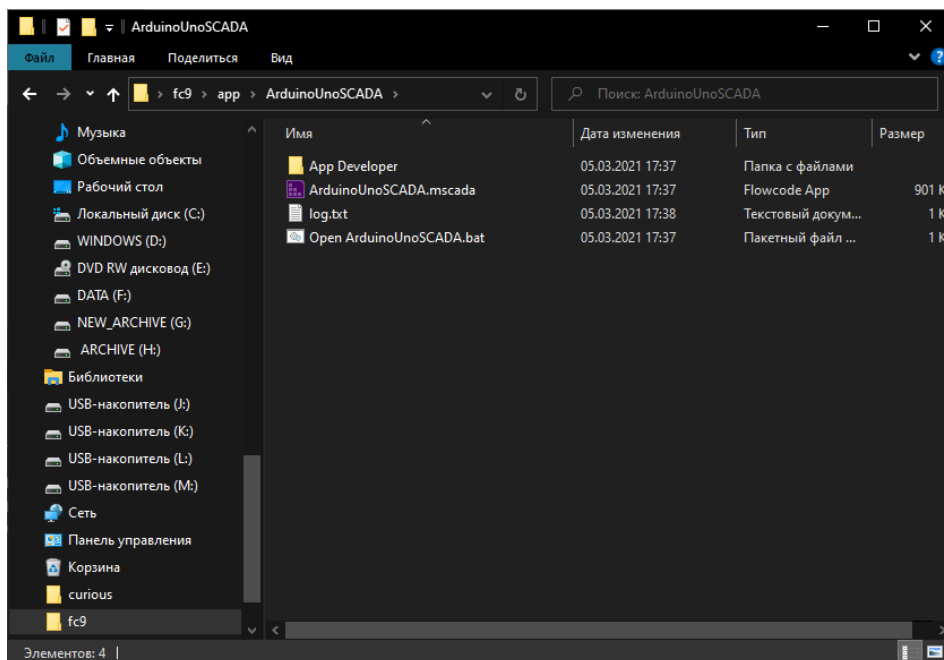 ArduinoUnoSCADA
Файл Главная Поделиться Вид
fc9 app ArduinoUnoSCADA Поиск: ArduinoUnoSCADA
Имя Дата изменения Тип Размер
Музыка
Объемные объекты
Рабочий стол
Локальный диск (C:)
WINDOWS (D:)
DVD RW дисковод (E:)
DATA (F:)
NEW_ARCHIVE (G:)
ARCHIVE (H:)
Библиотеки
USB-накопитель (J:)
USB-накопитель (K:)
USB-накопитель (L:)
USB-накопитель (M:)
Сеть
Панель управления
Корзина
curious
fc9
App Developer 05.03.2021 17:37 Папка с файлами
ArduinoUnoSCADA.mscada 05.03.2021 17:37 Flowcode App 901 К
log.txt 05.03.2021 17:38 Текстовый докум... 1 К
Open ArduinoUnoSCADA.bat 05.03.2021 17:37 Пакетный файл ... 1 К
Элементов: 4